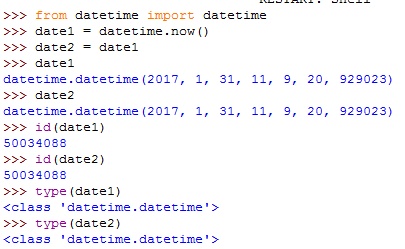 RESTART: Shell
>>> from datetime import datetime
>>> date1 = datetime.now()
>>> date2 = date1
>>> date1
datetime.datetime(2017, 1, 31, 11, 9, 20, 929023)
>>> date2
datetime.datetime(2017, 1, 31, 11, 9, 20, 929023)
>>> id(date1)
50034088
>>> id(date2)
50034088
>>> type(date1)
<class 'datetime.datetime'>
>>> type(date2)
<class 'datetime.datetime'>